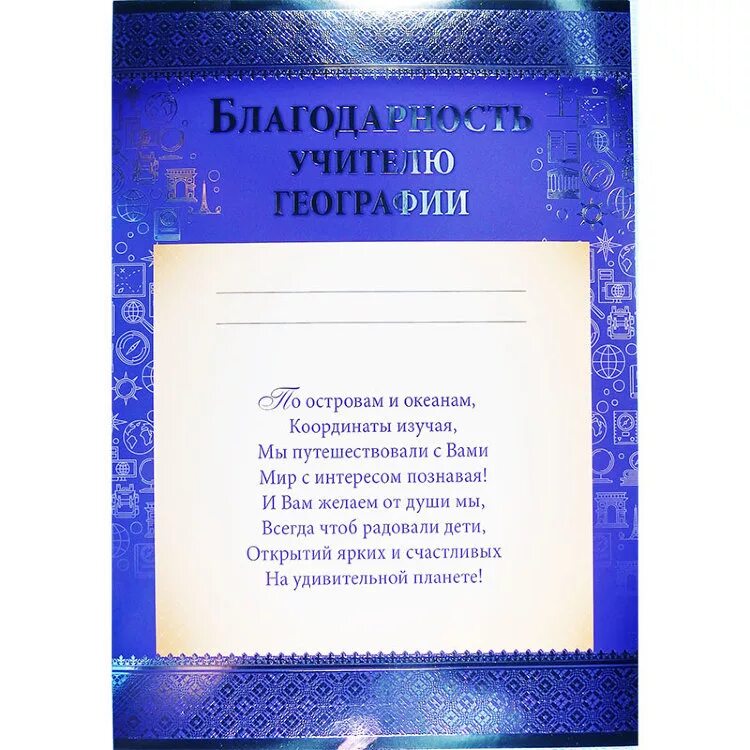 Благодарность
учителю
географии
По островам и океанам,
Координаты изучая,
Мы путешествовали с Вами
Мир с интересом познавая!
И Вам желаем от души мы,
Всегда чтоб радовали дети,
Открытий ярких и счастливых
На удивительной планете!